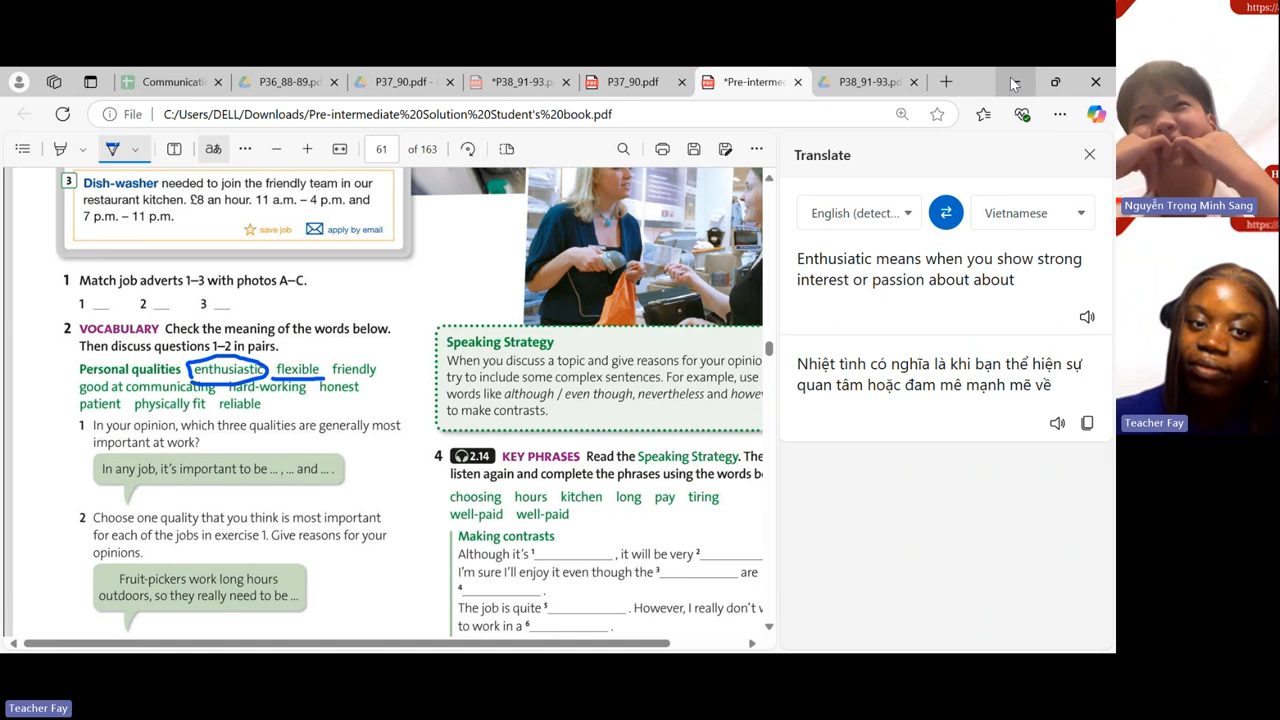 https://
Communicati
P36_88-89.pd
P37_90.pdf -
*P38_91-93.p
P37_90.pdf
*Pre-interme
P38_91-93.pd
File
C:/Users/DELL/Downloads/Pre-intermediate%20Solution%20Student's%20book.pdf
61 of 163
3 Dish-washer needed to join the friendly team in our
restaurant kitchen. £8 an hour. 11 a.m. – 4 p.m. and
7 p.m. – 11 p.m.
save job apply by email
1 Match job adverts 1–3 with photos A–C.
1 __ 2 __ 3 __
2 VOCABULARY Check the meaning of the words below.
Then discuss questions 1–2 in pairs.
Personal qualities enthusiastic flexible friendly
good at communicating hard-working honest
patient physically fit reliable
1 In your opinion, which three qualities are generally most
important at work?
In any job, it's important to be ... , ... and ... .
2 Choose one quality that you think is most important
for each of the jobs in exercise 1. Give reasons for your
opinions.
Fruit-pickers work long hours
outdoors, so they really need to be ...
Speaking Strategy
When you discuss a topic and give reasons for your opinio
try to include some complex sentences. For example, use
words like although / even though, nevertheless and howe
to make contrasts.
4 2.14 KEY PHRASES Read the Speaking Strategy. The
listen again and complete the phrases using the words b
choosing hours kitchen long pay tiring
well-paid well-paid
Making contrasts
Although it's 1____________ , it will be very 2__________
I'm sure I'll enjoy it even though the 3____________ are
4____________ .
The job is quite 5____________ . However, I really don't
to work in a 6____________ .
Translate
English (detect...
Vietnamese
Enthusiatic means when you show strong
interest or passion about about
Nhiệt tình có nghĩa là khi bạn thể hiện sự
quan tâm hoặc đam mê mạnh mẽ về
Nguyễn Trọng Minh Sang
https://
Teacher Fay
Teacher Fay